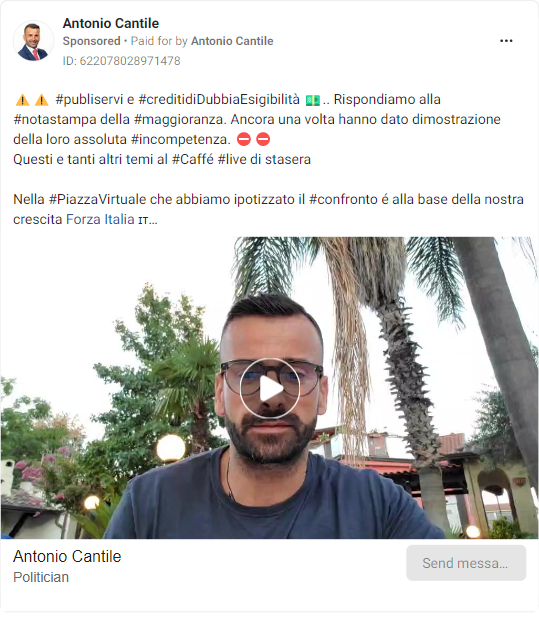 Antonio Cantile
Sponsored • Paid for by Antonio Cantile
ID: 622078028971478
⚠️⚠️ #publiservi e #creditidiDubbiaEsigibilità 💵.. Rispondiamo alla
#notastampa della #maggioranza. Ancora una volta hanno dato dimostrazione
della loro assoluta #incompetenza. ⛔⛔
Questi e tanti altri temi al #Caffé #live di stasera
Nella #PiazzaVirtuale che abbiamo ipotizzato il #confronto é alla base della nostra
crescita Forza Italia ɪᴛ...
Antonio Cantile
Politician
Send messa...